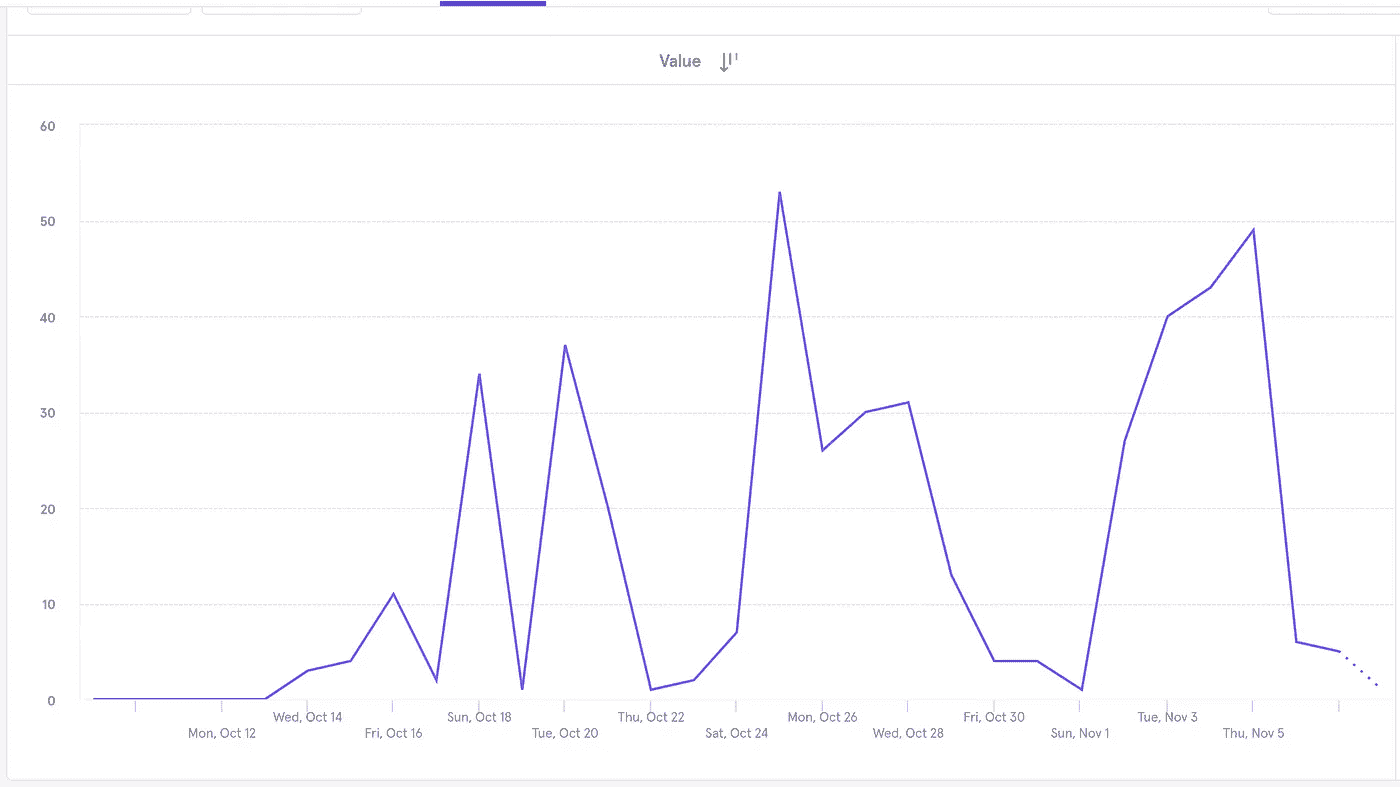 Value
60
50
40
30
20
10
0
Wed, Oct 14 Sun, Oct 18 Thu, Oct 22 Mon, Oct 26 Fri, Oct 30 Tue, Nov 3
Mon, Oct 12 Fri, Oct 16 Tue, Oct 20 Sat, Oct 24 Wed, Oct 28 Sun, Nov 1 Thu, Nov 5